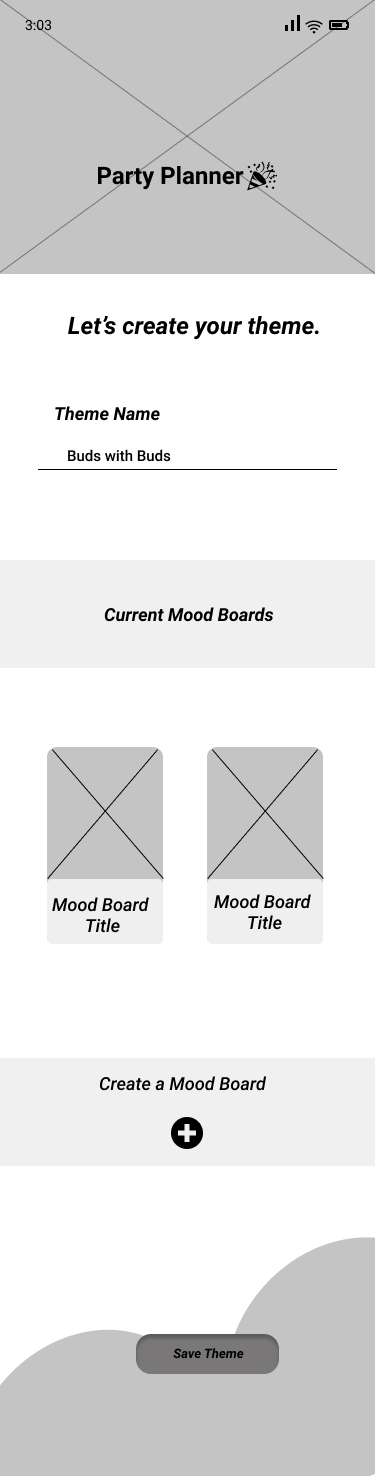 3:03
Party Planner
Let’s create your theme.
Theme Name
Buds with Buds
Current Mood Boards
Mood Board
Title
Mood Board
Title
Create a Mood Board
Save Theme